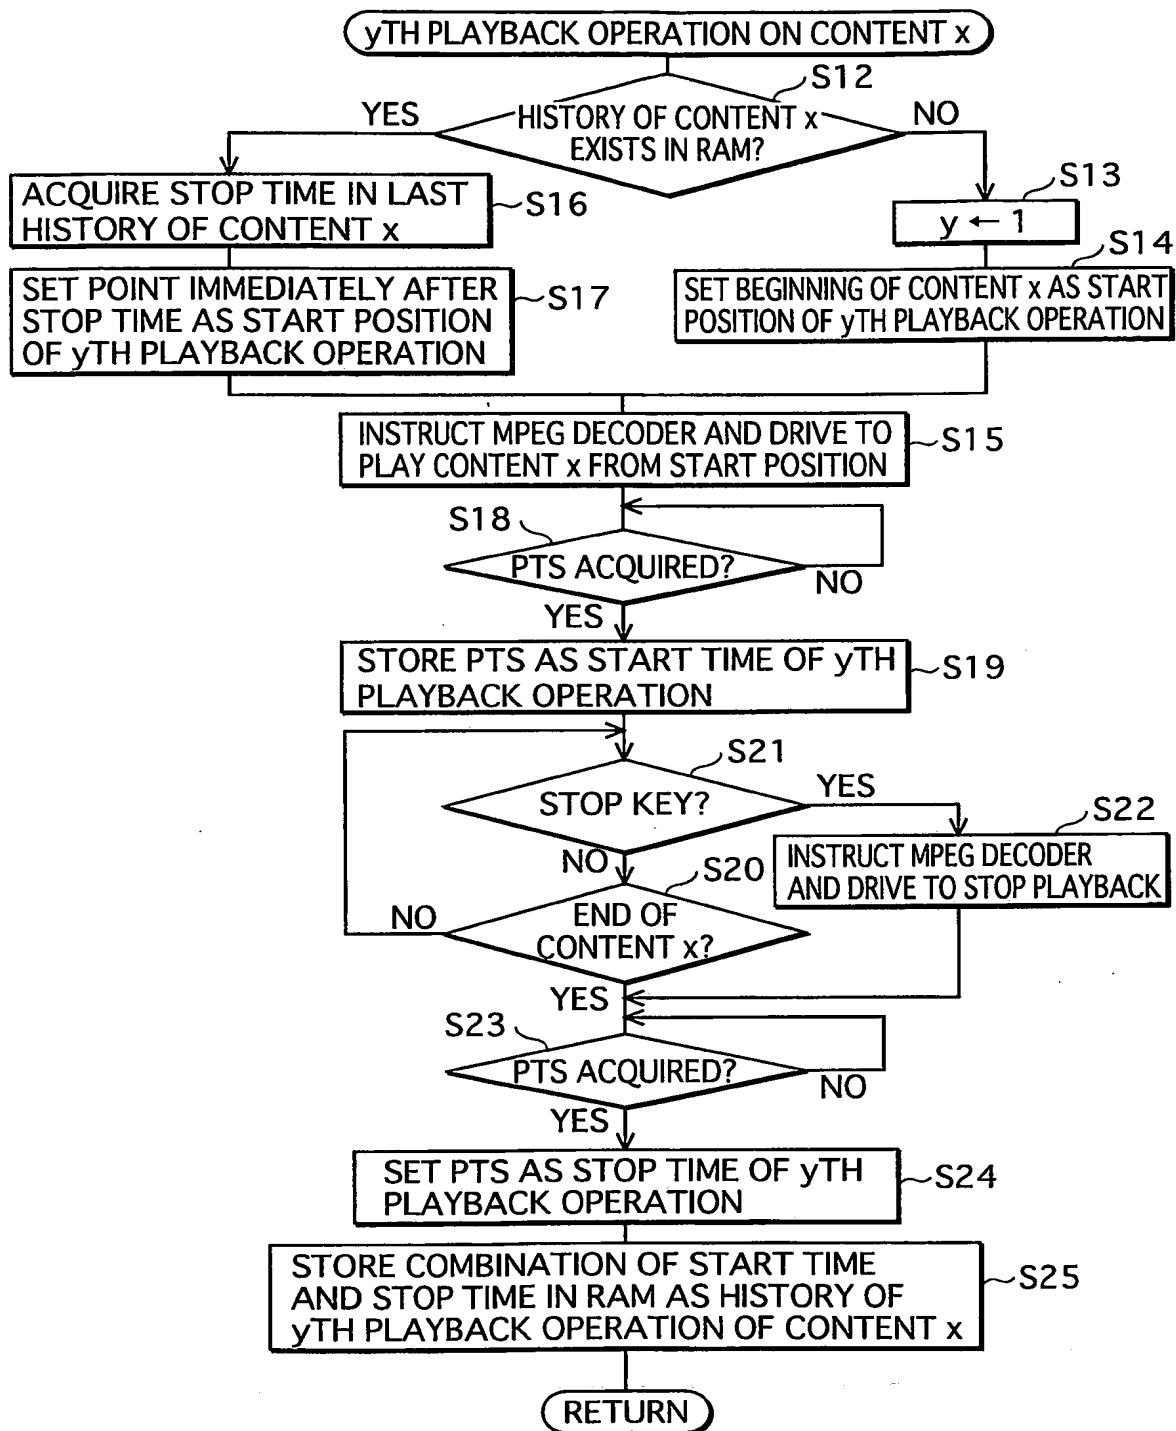 yTH PLAYBACK OPERATION ON CONTENT x
S12
HISTORY OF CONTENT x
EXISTS IN RAM?
YES
NO
ACQUIRE STOP TIME IN LAST
HISTORY OF CONTENT x
S16
S13
y ← 1
S14
SET POINT IMMEDIATELY AFTER
STOP TIME AS START POSITION
OF yTH PLAYBACK OPERATION
S17
SET BEGINNING OF CONTENT x AS START
POSITION OF yTH PLAYBACK OPERATION
INSTRUCT MPEG DECODER AND DRIVE TO
PLAY CONTENT x FROM START POSITION
S15
S18
PTS ACQUIRED?
NO
YES
STORE PTS AS START TIME OF yTH
PLAYBACK OPERATION
S19
S21
STOP KEY?
YES
S22
INSTRUCT MPEG DECODER
AND DRIVE TO STOP PLAYBACK
NO
S20
END OF
CONTENT x?
NO
YES
S23
PTS ACQUIRED?
NO
YES
SET PTS AS STOP TIME OF yTH
PLAYBACK OPERATION
S24
STORE COMBINATION OF START TIME
AND STOP TIME IN RAM AS HISTORY OF
yTH PLAYBACK OPERATION OF CONTENT x
S25
RETURN